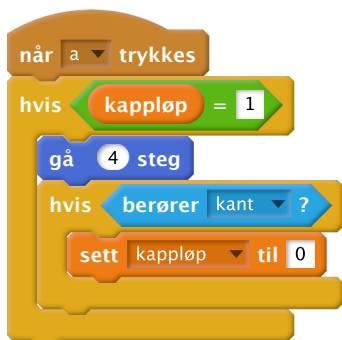 når a trykkes
hvis kappløp = 1
gå 4 steg
hvis berører kant ?
sett kappløp til 0